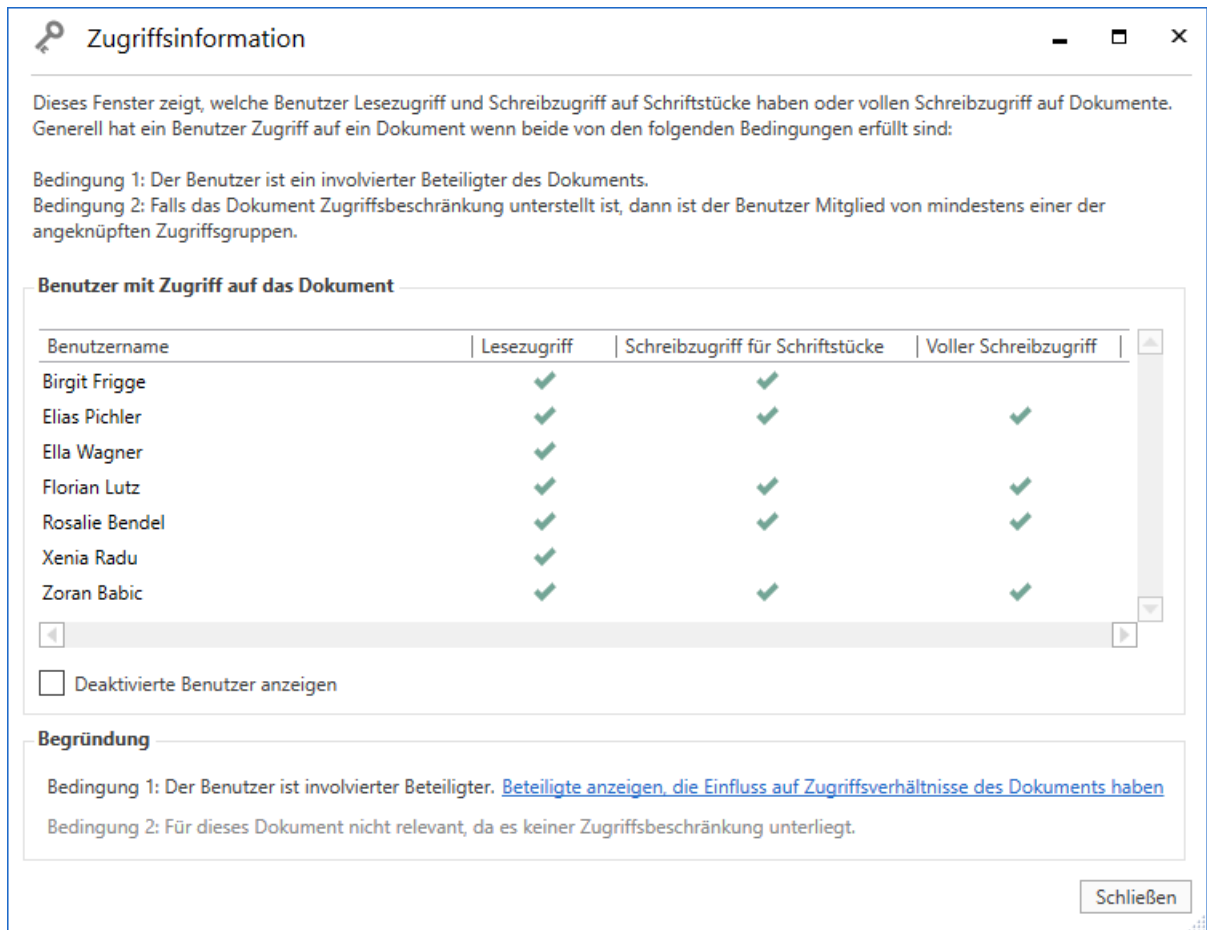 Zugriffsinformation
Dieses Fenster zeigt, welche Benutzer Lesezugriff und Schreibzugriff auf Schriftstücke haben oder vollen Schreibzugriff auf Dokumente.
Generell hat ein Benutzer Zugriff auf ein Dokument wenn beide von den folgenden Bedingungen erfüllt sind:
Bedingung 1: Der Benutzer ist ein involvierter Beteiligter des Dokuments.
Bedingung 2: Falls das Dokument Zugriffsbeschränkung unterstellt ist, dann ist der Benutzer Mitglied von mindestens einer der
angeknüpften Zugriffsgruppen.
Benutzer mit Zugriff auf das Dokument
Benutzername Lesezugriff Schreibzugriff für Schriftstücke Voller Schreibzugriff
Birgit Frigge
Elias Pichler
Ella Wagner
Florian Lutz
Rosalie Bendel
Xenia Radu
Zoran Babic
Deaktivierte Benutzer anzeigen
Begründung
Bedingung 1: Der Benutzer ist involvierter Beteiligter. Beteiligte anzeigen, die Einfluss auf Zugriffsverhältnisse des Dokuments haben
Bedingung 2: Für dieses Dokument nicht relevant, da es keiner Zugriffsbeschränkung unterliegt.
Schließen